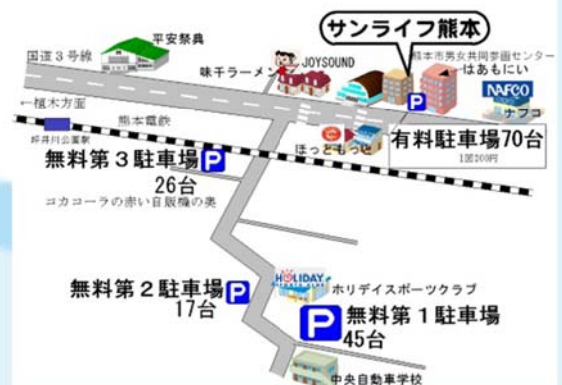 サンライフ熊本
平安祭典
国道3号線
JOYSOUND
味千ラーメン
熊本市男女共同参画センター
はあもにい
NAFCO
ナフコ
P
←植木方面
熊本電鉄
坪井川公園駅
ほっともっと
有料駐車場70台
1回200円
無料第3駐車場 P
26台
コカコーラの赤い自販機の奥
HOLIDAY
SPORTS CLUB
ホリデイスポーツクラブ
無料第2駐車場 P
17台
P 無料第1駐車場
45台
中央自動車学校